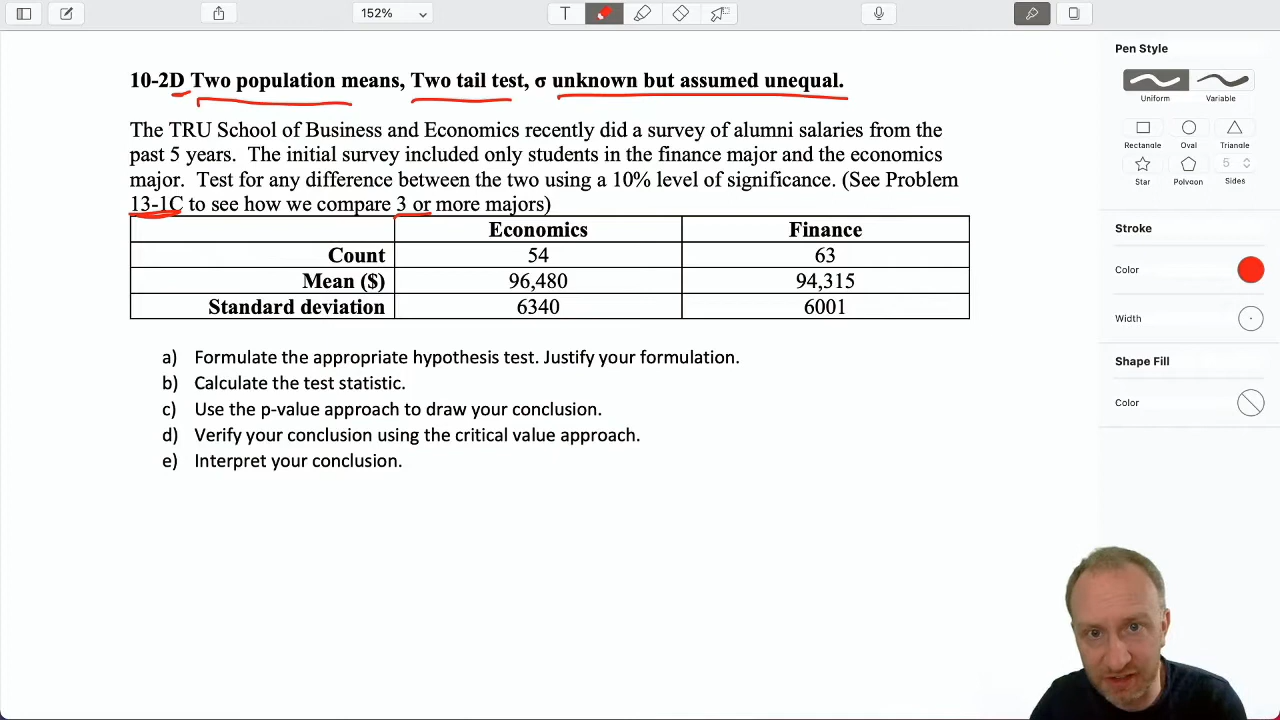 152%
T
10-2D Two population means, Two tail test, σ unknown but assumed unequal.
The TRU School of Business and Economics recently did a survey of alumni salaries from the
past 5 years. The initial survey included only students in the finance major and the economics
major. Test for any difference between the two using a 10% level of significance. (See Problem
13-1C to see how we compare 3 or more majors)
Economics Finance
Count 54 63
Mean ($) 96,480 94,315
Standard deviation 6340 6001
a) Formulate the appropriate hypothesis test. Justify your formulation.
b) Calculate the test statistic.
c) Use the p-value approach to draw your conclusion.
d) Verify your conclusion using the critical value approach.
e) Interpret your conclusion.
Pen Style
Uniform Variable
Rectangle Oval Triangle
Star Polygon Sides
5
Stroke
Color
Width
Shape Fill
Color